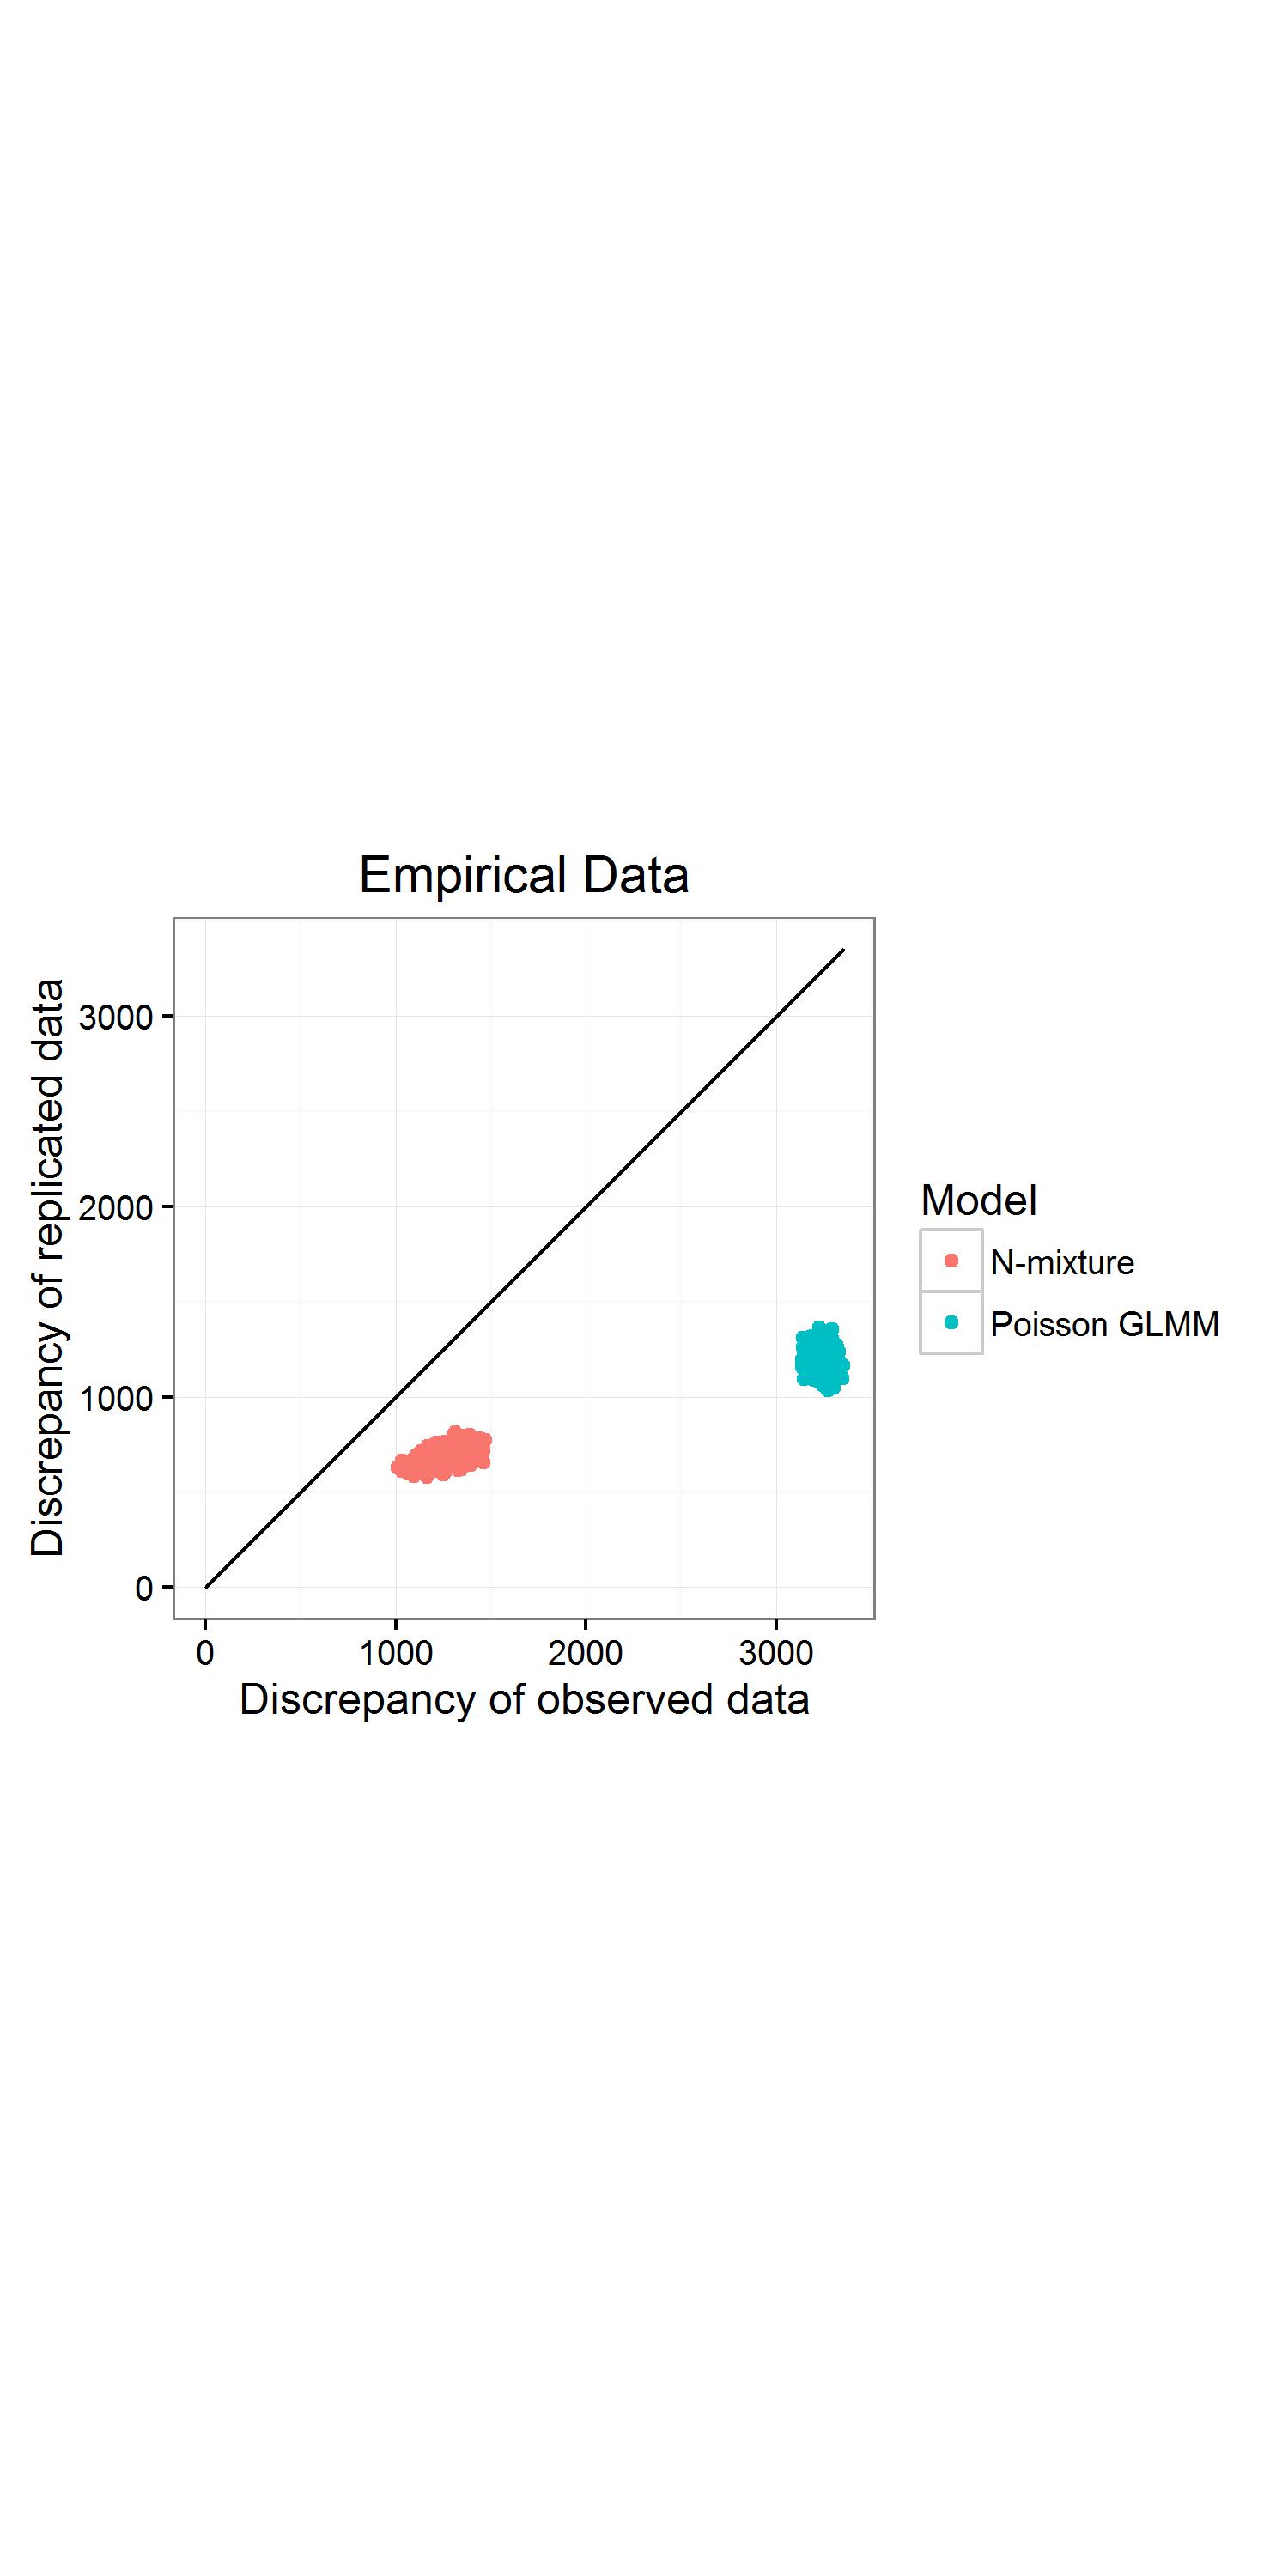 Empirical Data
Discrepancy of replicated data
3000
2000
1000
0
0 1000 2000 3000
Discrepancy of observed data
Model
N-mixture
Poisson GLMM